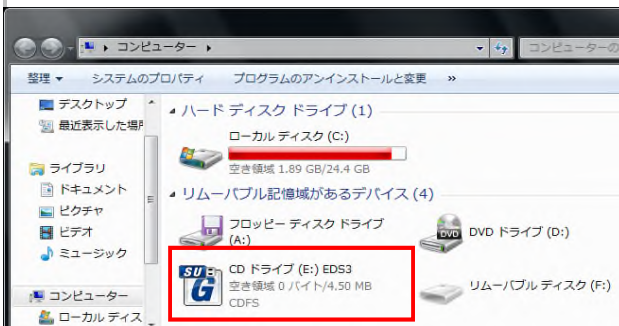 コンピューター
コンピューターの
整理 システムのプロパティ プログラムのアンインストールと変更 »
デスクトップ
最近表示した場所
ライブラリ
ドキュメント
ピクチャ
ビデオ
ミュージック
コンピューター
ローカル ディス
ハード ディスク ドライブ (1)
ローカル ディスク (C:)
空き領域 1.89 GB/24.4 GB
リムーバブル記憶域があるデバイス (4)
フロッピー ディスク ドライブ
(A:)
DVD
DVD ドライブ (D:)
SU
G
CD ドライブ (E:) EDS3
空き領域 0 バイト/4.50 MB
CDFS
リムーバブル ディスク (F:)